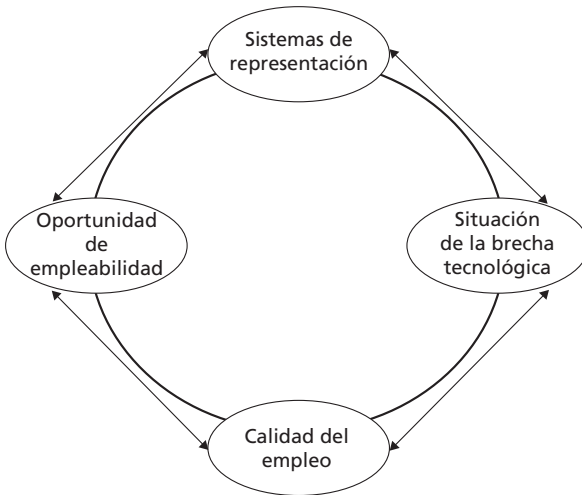 Sistemas de
representación
Oportunidad
de
empleabilidad
Situación
de la brecha
tecnológica
Calidad del
empleo